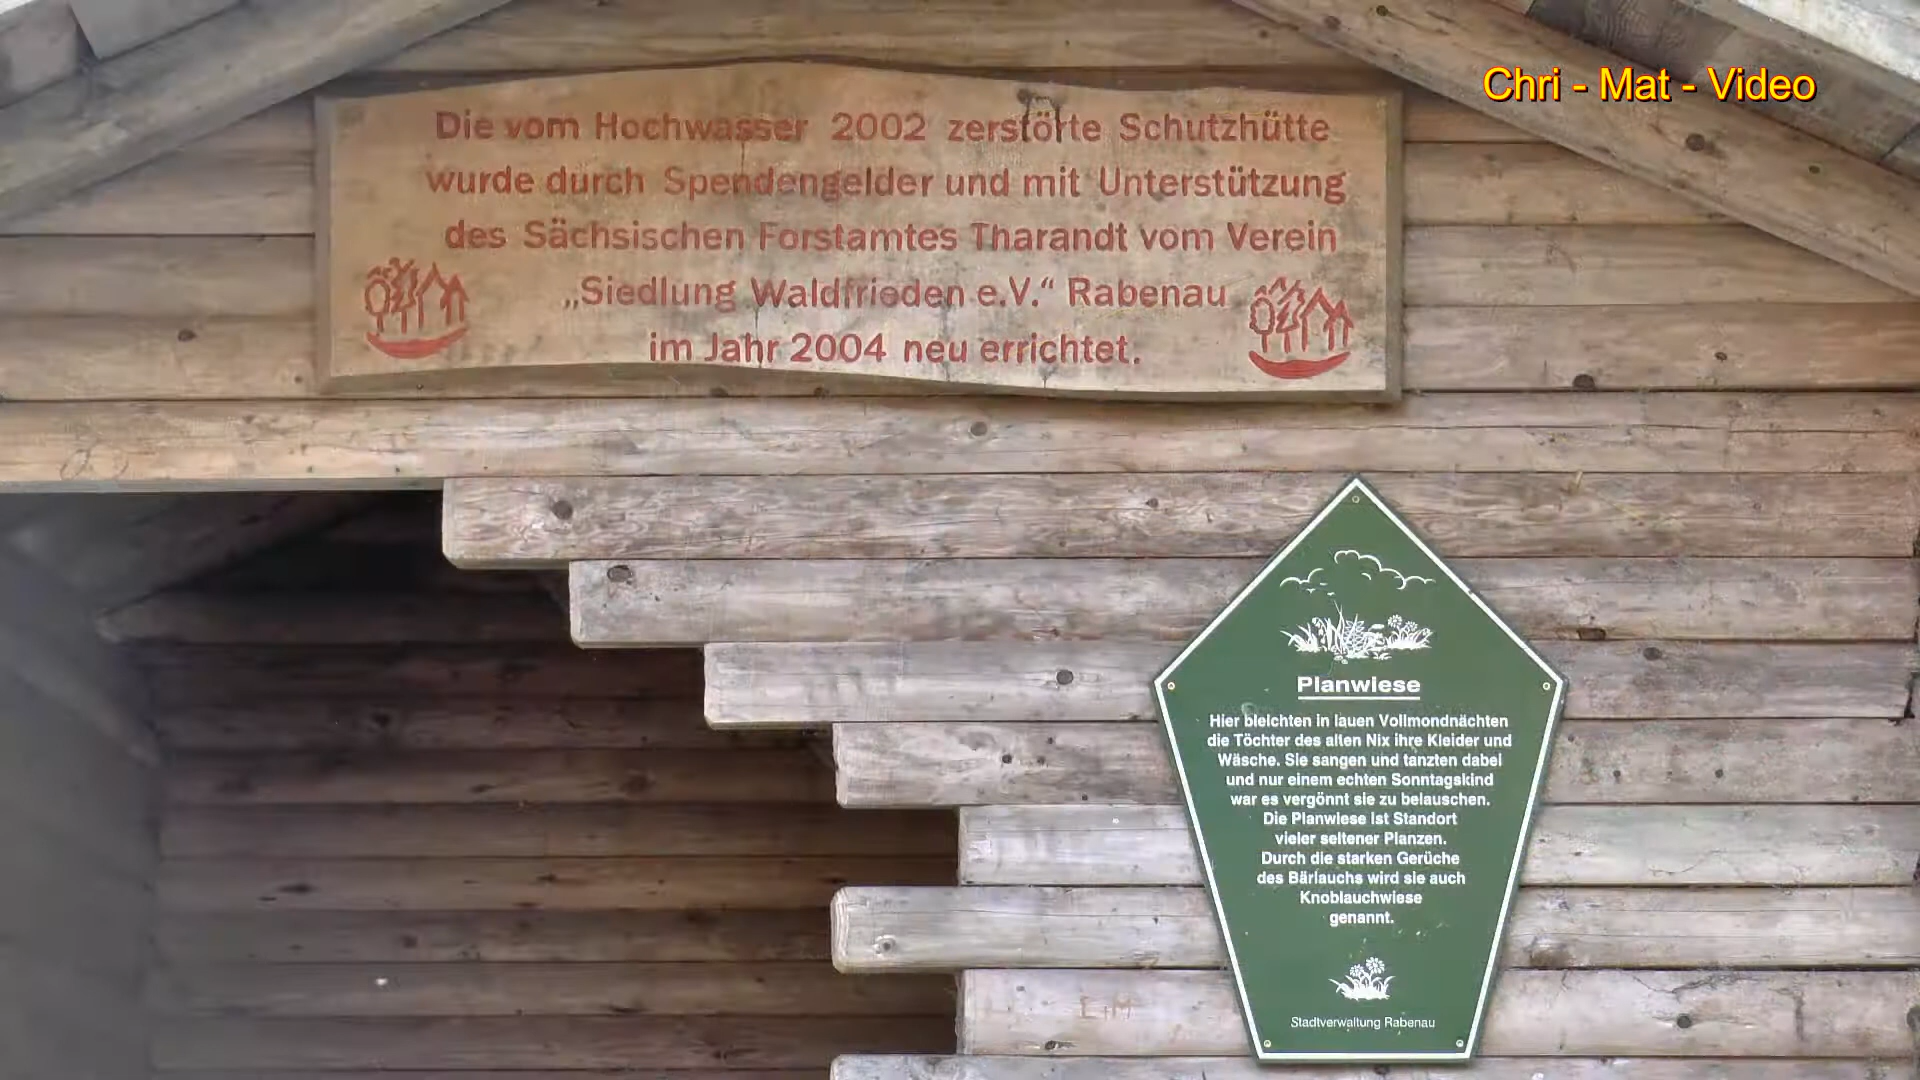 Chri - Mat - Video
Die vom Hochwasser 2002 zerstörte Schutzhütte
wurde durch Spendengelder und mit Unterstützung
des Sächsischen Forstamtes Tharandt vom Verein
„Siedlung Waldfrieden e.V.“ Rabenau
im Jahr 2004 neu errichtet.
Planwiese
Hier bleichten in lauen Vollmondnächten
die Töchter des alten Nix ihre Kleider und
Wäsche. Sie sangen und tanzten dabei
und nur einem echten Sonntagskind
war es vergönnt sie zu belauschen.
Die Planwiese ist Standort
vieler seltener Planzen.
Durch die starken Gerüche
des Bärlauchs wird sie auch
Knoblauchwiese
genannt.
Stadtverwaltung Rabenau